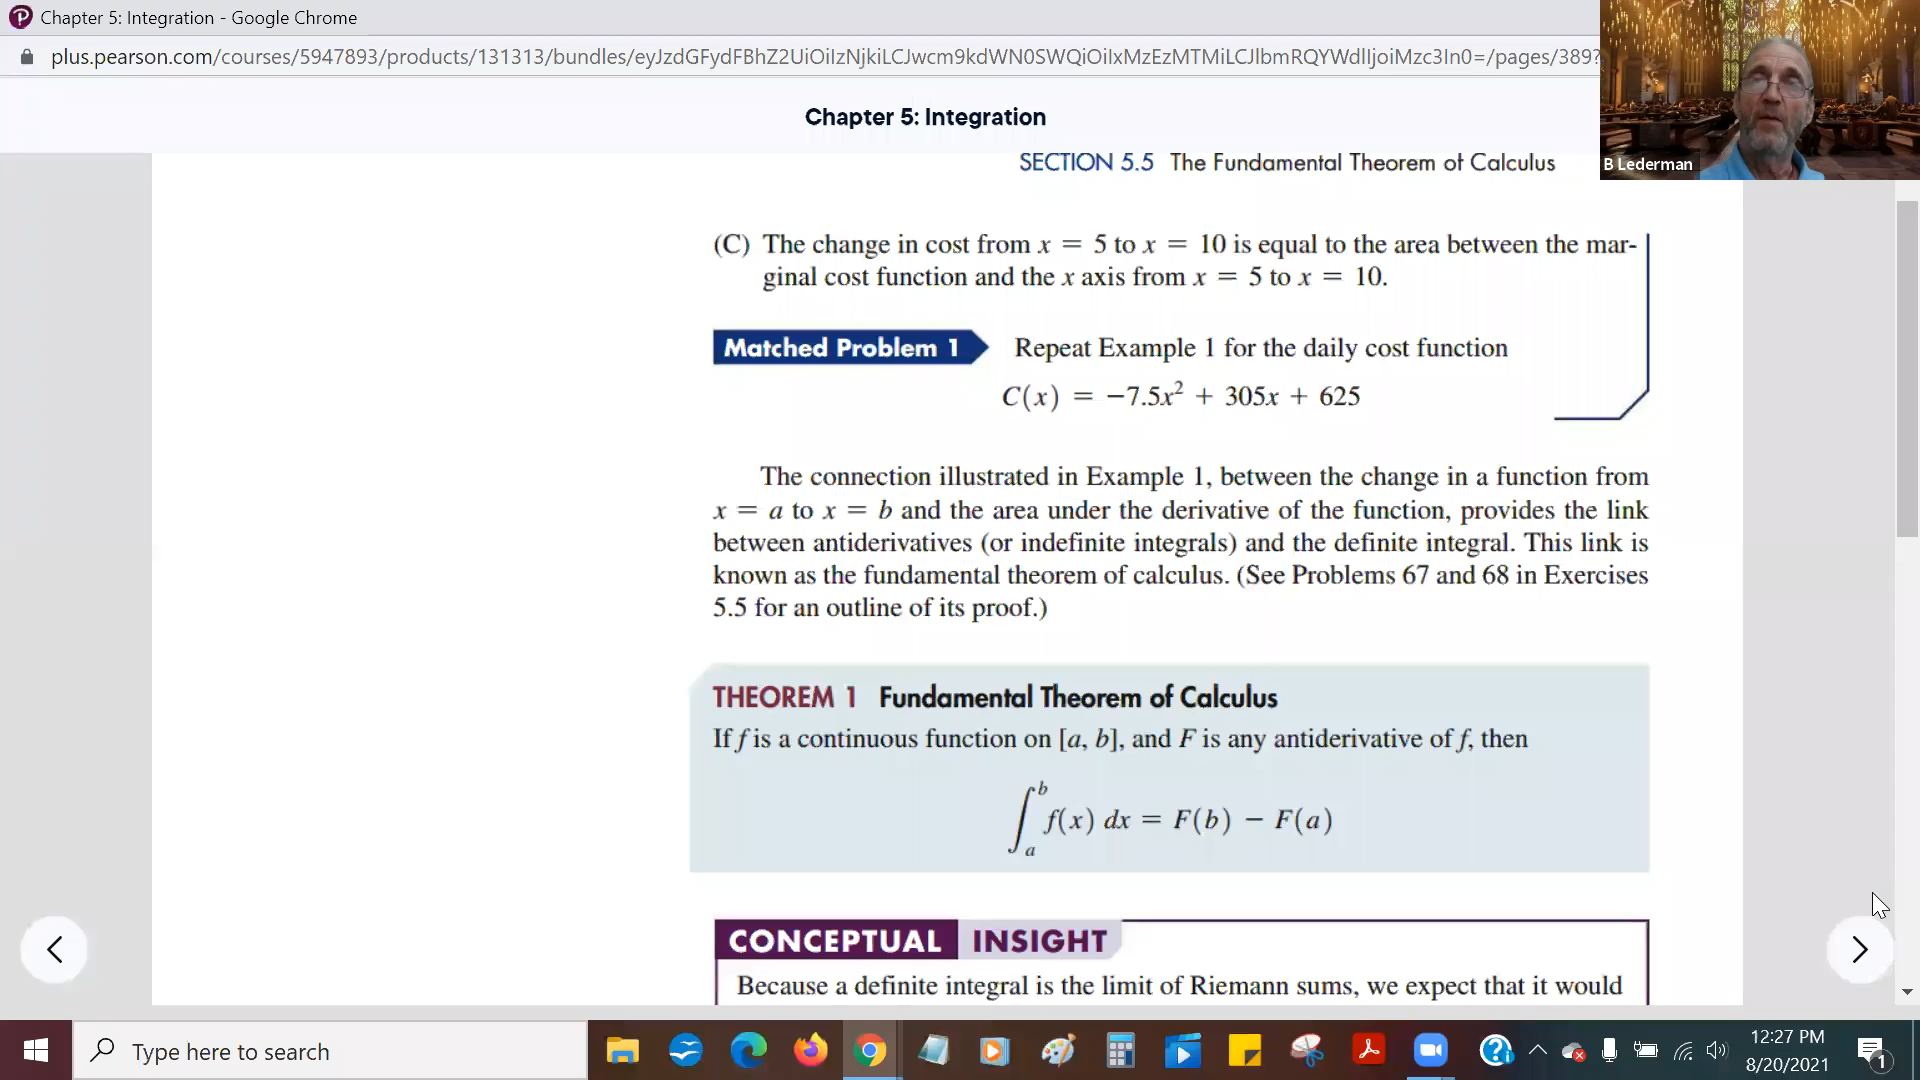 Chapter 5: Integration - Google Chrome
plus.pearson.com/courses/5947893/products/131313/bundles/eyJzdGFydFBhZ2UiOiIzNjkiLCJwcm9kdWN0SWQiOiIxMzEzMTMiLCJlbmRQYWdlIjoiMzc3In0=/pages/389?
Chapter 5: Integration
B Lederman
SECTION 5.5 The Fundamental Theorem of Calculus
(C) The change in cost from x = 5 to x = 10 is equal to the area between the mar-
ginal cost function and the x axis from x = 5 to x = 10.
Matched Problem 1 Repeat Example 1 for the daily cost function
C(x) = −7.5x² + 305x + 625
The connection illustrated in Example 1, between the change in a function from
x = a to x = b and the area under the derivative of the function, provides the link
between antiderivatives (or indefinite integrals) and the definite integral. This link is
known as the fundamental theorem of calculus. (See Problems 67 and 68 in Exercises
5.5 for an outline of its proof.)
THEOREM 1 Fundamental Theorem of Calculus
If f is a continuous function on [a, b], and F is any antiderivative of f, then
∫_a^b f(x) dx = F(b) − F(a)
CONCEPTUAL INSIGHT
Because a definite integral is the limit of Riemann sums, we expect that it would
Type here to search
12:27 PM
8/20/2021
1